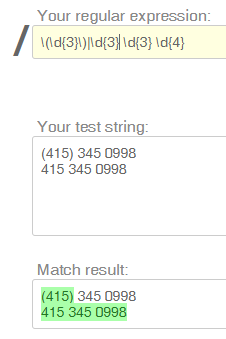 Your regular expression:
/ \(\d{3}\)|\d{3} \d{3} \d{4}
Your test string:
(415) 345 0998
415 345 0998
Match result:
(415) 345 0998
415 345 0998